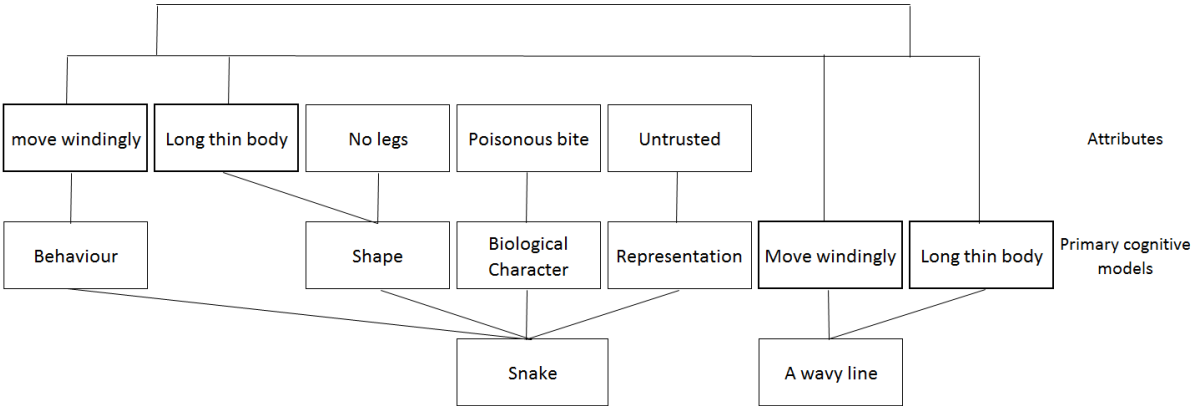 move windingly
Long thin body
No legs
Poisonous bite
Untrusted
Attributes
Behaviour
Shape
Biological
Character
Representation
Move windingly
Long thin body
Primary cognitive
models
Snake
A wavy line